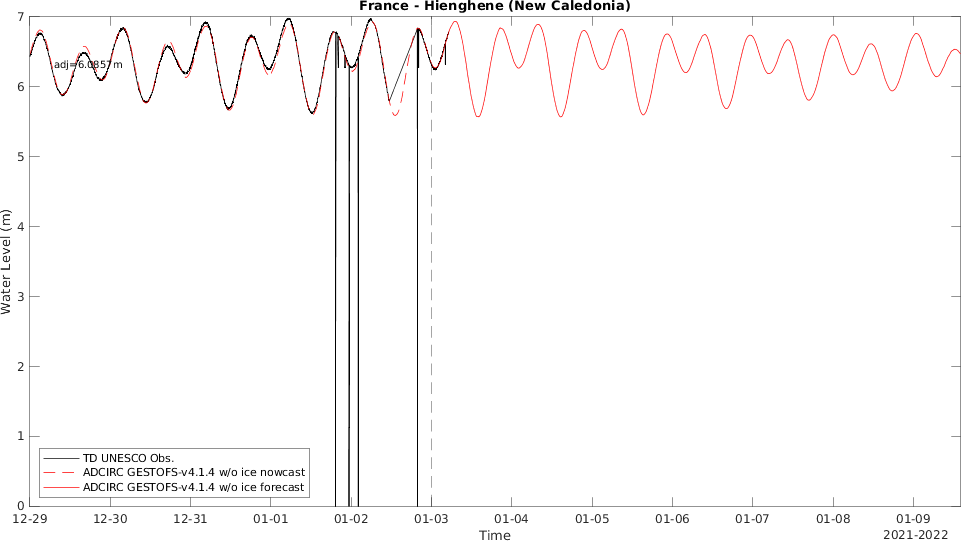 France - Hienghene (New Caledonia)
7
6
5
4
3
2
1
0
Water Level (m)
adj=6.0857m
TD UNESCO Obs.
ADCIRC GESTOFS-v4.1.4 w/o ice nowcast
ADCIRC GESTOFS-v4.1.4 w/o ice forecast
12-29 12-30 12-31 01-01 01-02 01-03 01-04 01-05 01-06 01-07 01-08 01-09
Time
2021-2022